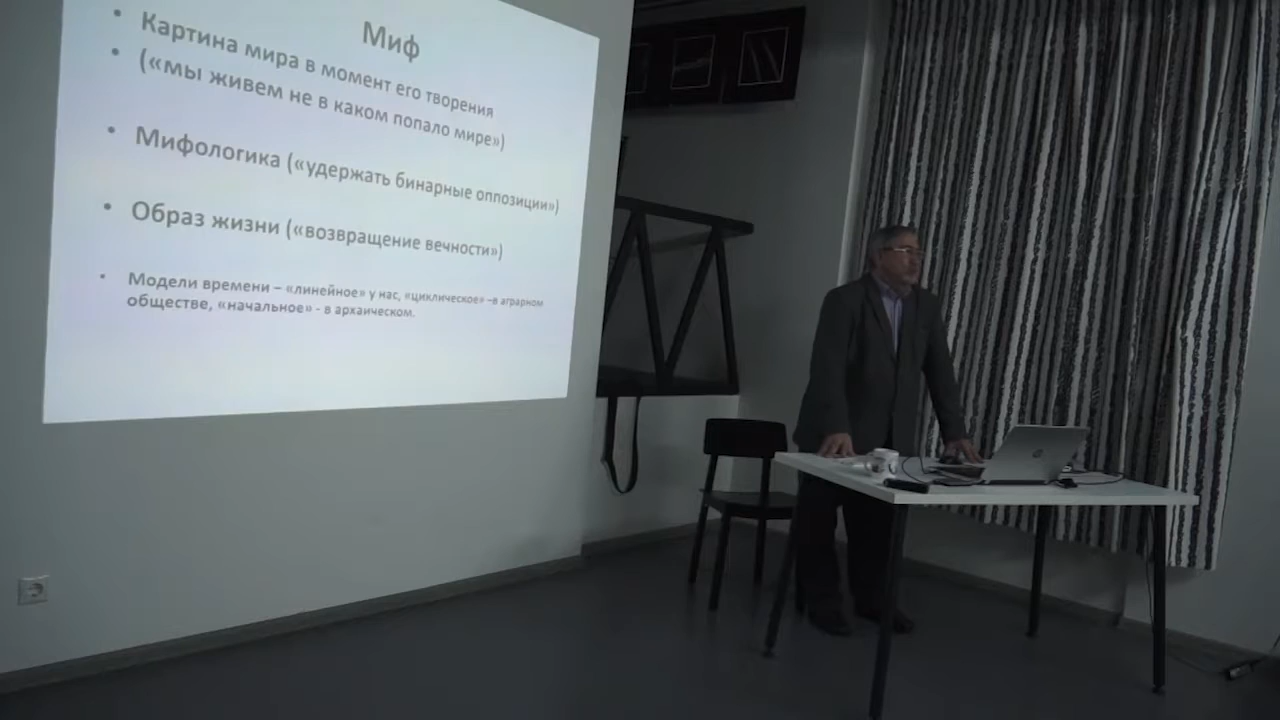 Миф
• Картина мира в момент его творения
• («мы живем не в каком попало мире»)
• Мифологика («удержать бинарные оппозиции»)
• Образ жизни («возвращение вечности»)
• Модели времени – «линейное» у нас, «циклическое» –в аграрном
обществе, «начальное» - в архаическом.